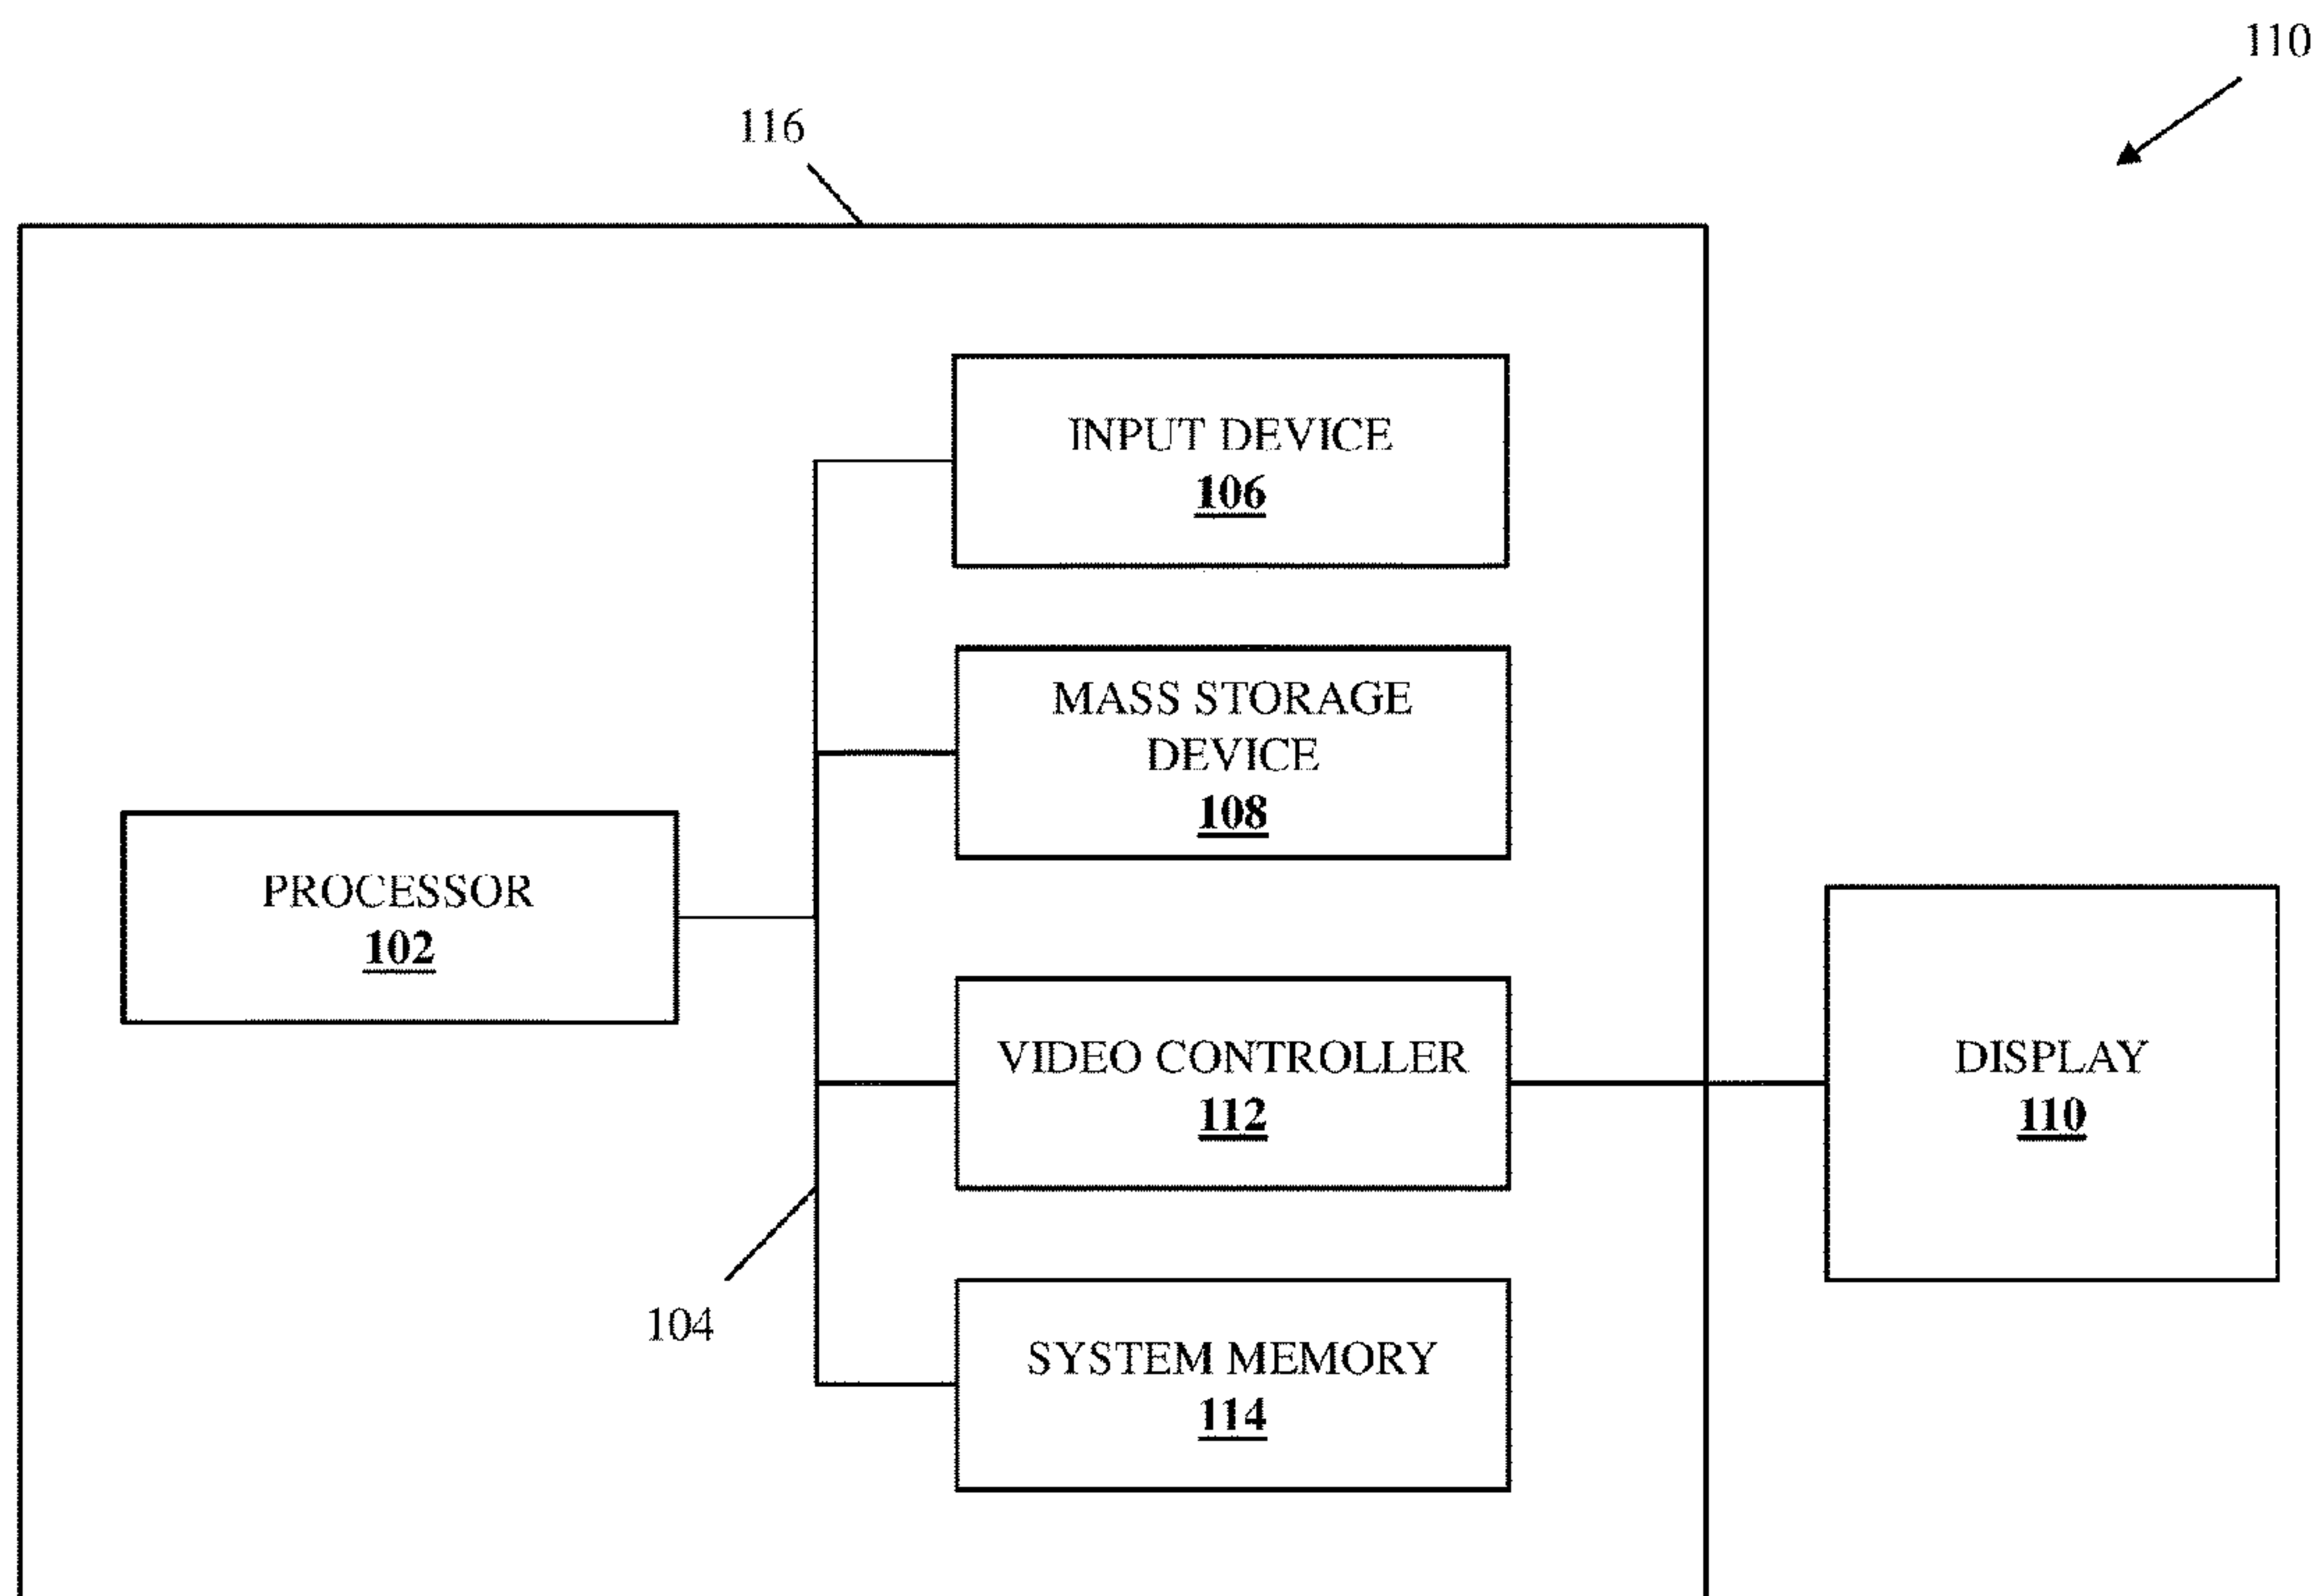 110
116
INPUT DEVICE
106
MASS STORAGE
DEVICE
108
PROCESSOR
102
VIDEO CONTROLLER
112
DISPLAY
110
104
SYSTEM MEMORY
114